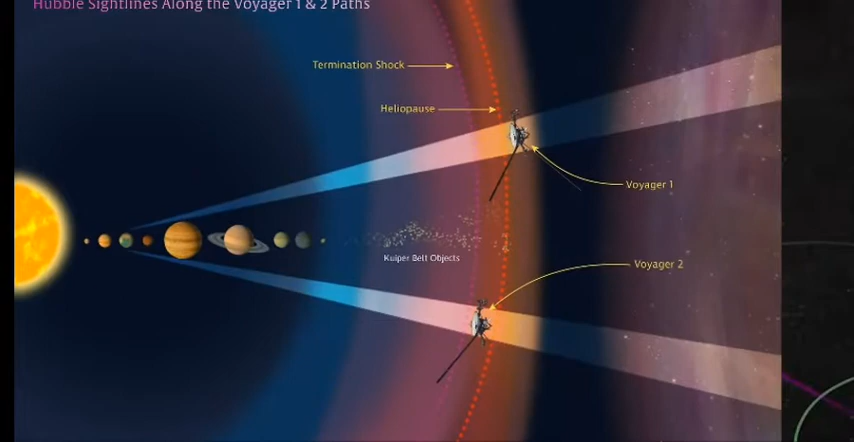 Hubble Sightlines Along the Voyager 1 & 2 Paths
Termination Shock
Heliopause
Voyager 1
Kuiper Belt Objects
Voyager 2